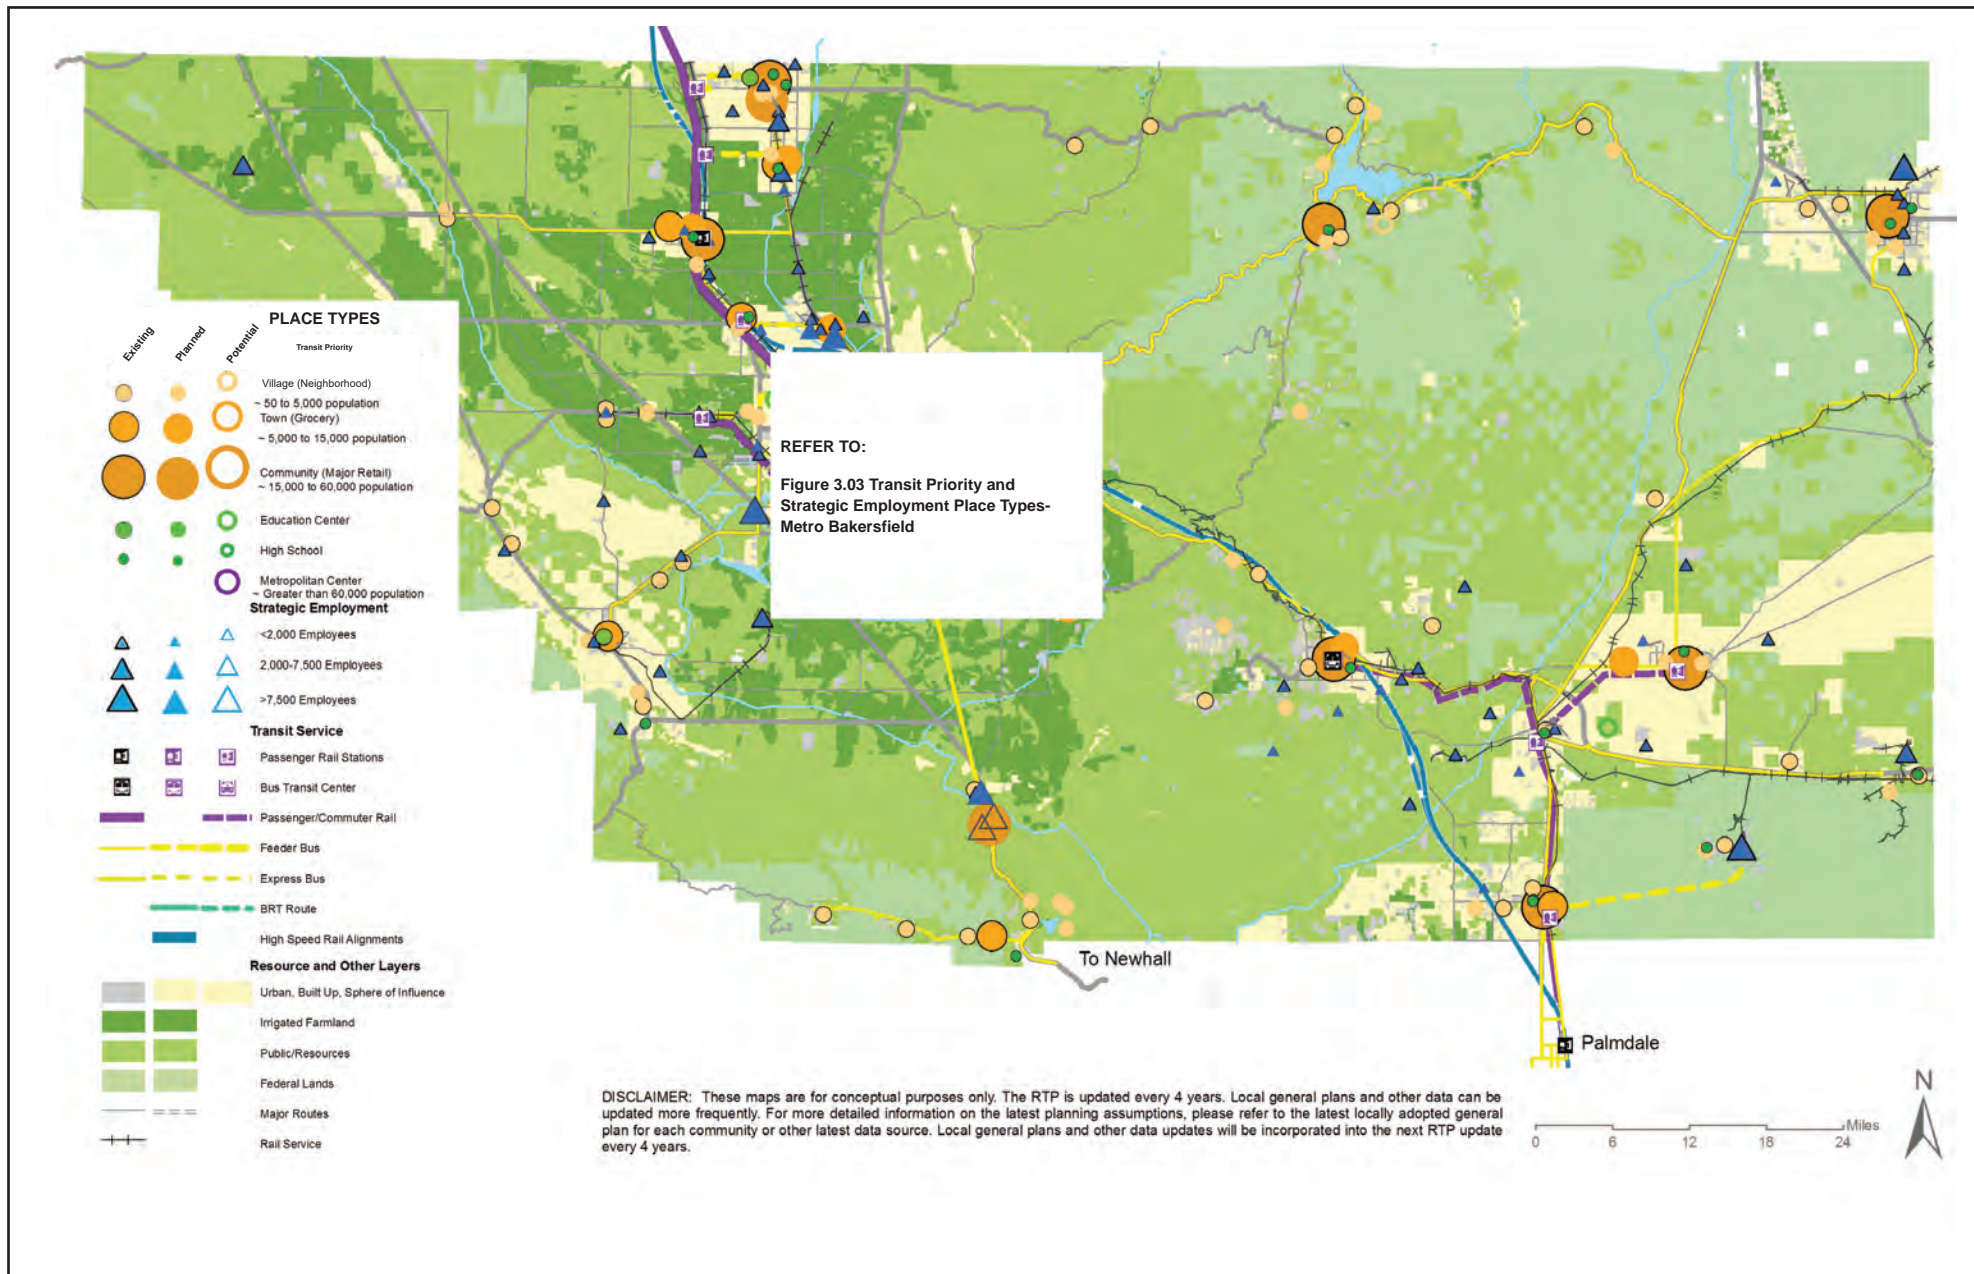 PLACE TYPES
Existing
Planned
Potential
Transit Priority
Village (Neighborhood)
~ 50 to 5,000 population
Town (Grocery)
~ 5,000 to 15,000 population
Community (Major Retail)
~ 15,000 to 60,000 population
Education Center
High School
Metropolitan Center
~ Greater than 60,000 population
Strategic Employment
<2,000 Employees
2,000-7,500 Employees
>7,500 Employees
Transit Service
Passenger Rail Stations
Bus Transit Center
Passenger/Commuter Rail
Feeder Bus
Express Bus
BRT Route
High Speed Rail Alignments
Resource and Other Layers
Urban, Built Up, Sphere of Influence
Irrigated Farmland
Public/Resources
Federal Lands
Major Routes
Rail Service
REFER TO:
Figure 3.03 Transit Priority and
Strategic Employment Place Types-
Metro Bakersfield
To Newhall
Palmdale
DISCLAIMER: These maps are for conceptual purposes only. The RTP is updated every 4 years. Local general plans and other data can be
updated more frequently. For more detailed information on the latest planning assumptions, please refer to the latest locally adopted general
plan for each community or other latest data source. Local general plans and other data updates will be incorporated into the next RTP update
every 4 years.
N
Miles
0 6 12 18 24